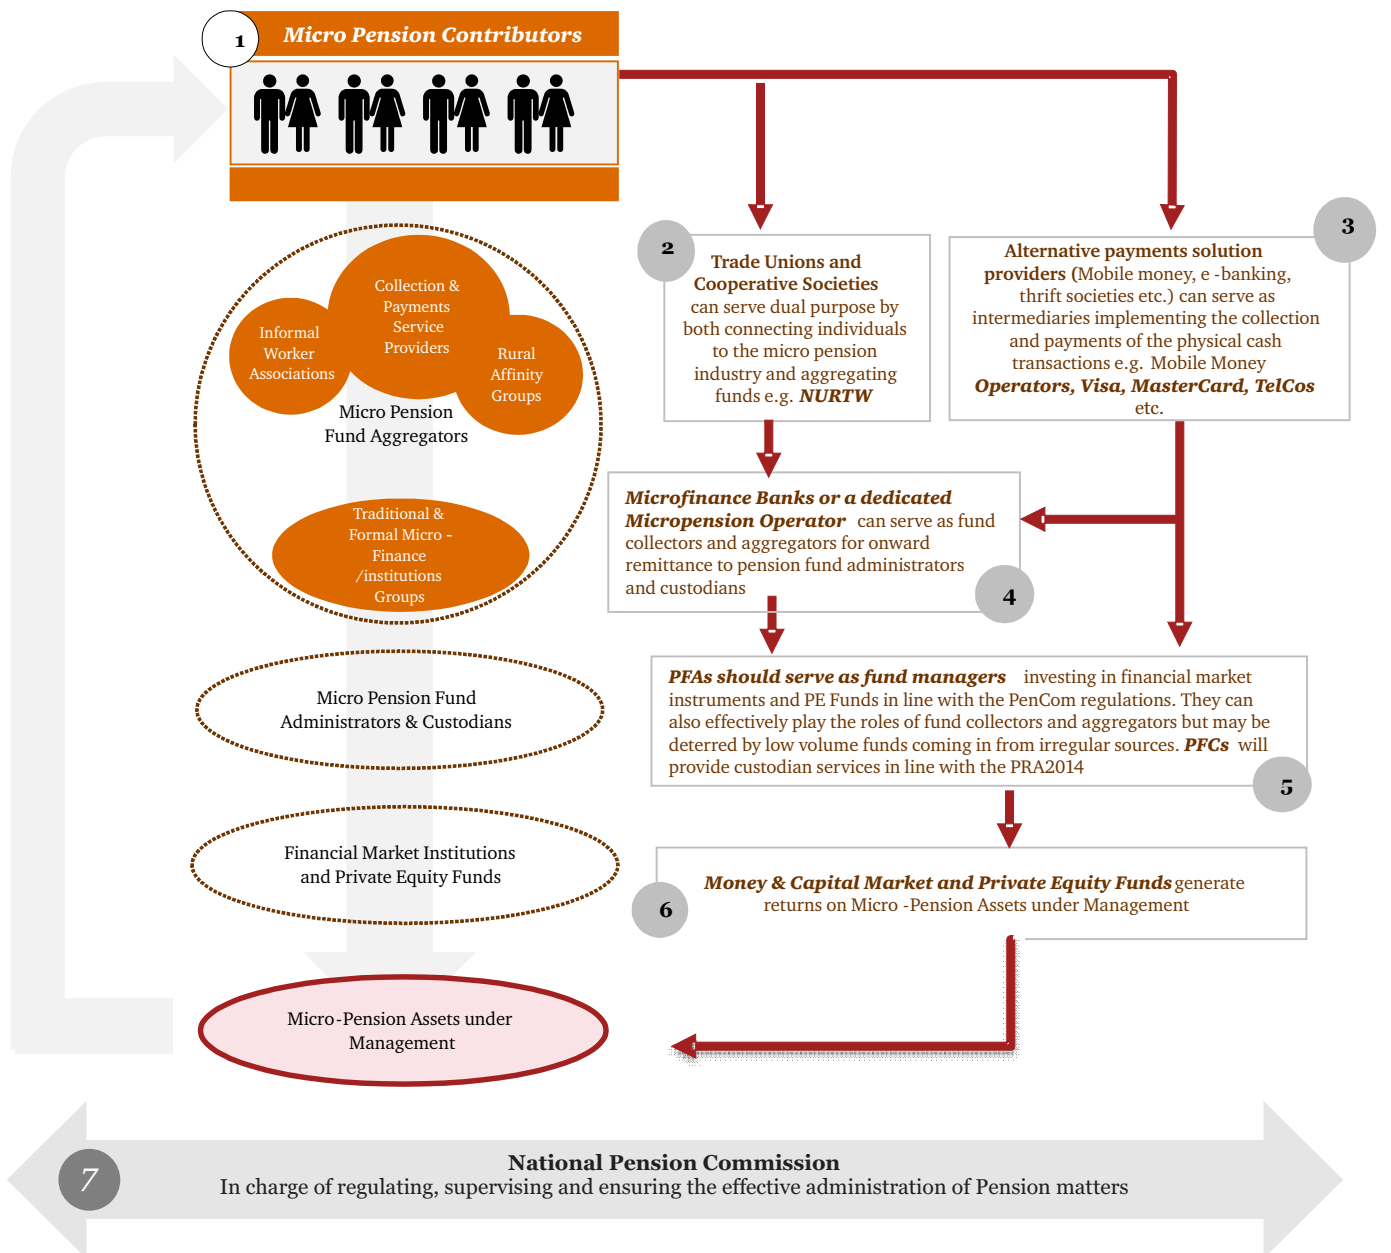 1
Micro Pension Contributors
Informal
Worker
Associations
Collection &
Payments
Service
Providers
Rural
Affinity
Groups
Micro Pension
Fund Aggregators
Traditional &
Formal Micro -
Finance
/institutions
Groups
Micro Pension Fund
Administrators & Custodians
Financial Market Institutions
and Private Equity Funds
Micro-Pension Assets under
Management
2
Trade Unions and
Cooperative Societies
can serve dual purpose by
both connecting individuals
to the micro pension
industry and aggregating
funds e.g. NURTW
3
Alternative payments solution
providers (Mobile money, e -banking,
thrift societies etc.) can serve as
intermediaries implementing the collection
and payments of the physical cash
transactions e.g. Mobile Money
Operators, Visa, MasterCard, TelCos
etc.
Microfinance Banks or a dedicated
Micropension Operator can serve as fund
collectors and aggregators for onward
remittance to pension fund administrators
and custodians
4
PFAs should serve as fund managers investing in financial market
instruments and PE Funds in line with the PenCom regulations. They can
also effectively play the roles of fund collectors and aggregators but may be
deterred by low volume funds coming in from irregular sources. PFCs will
provide custodian services in line with the PRA2014
5
Money & Capital Market and Private Equity Funds generate
returns on Micro -Pension Assets under Management
6
7
National Pension Commission
In charge of regulating, supervising and ensuring the effective administration of Pension matters